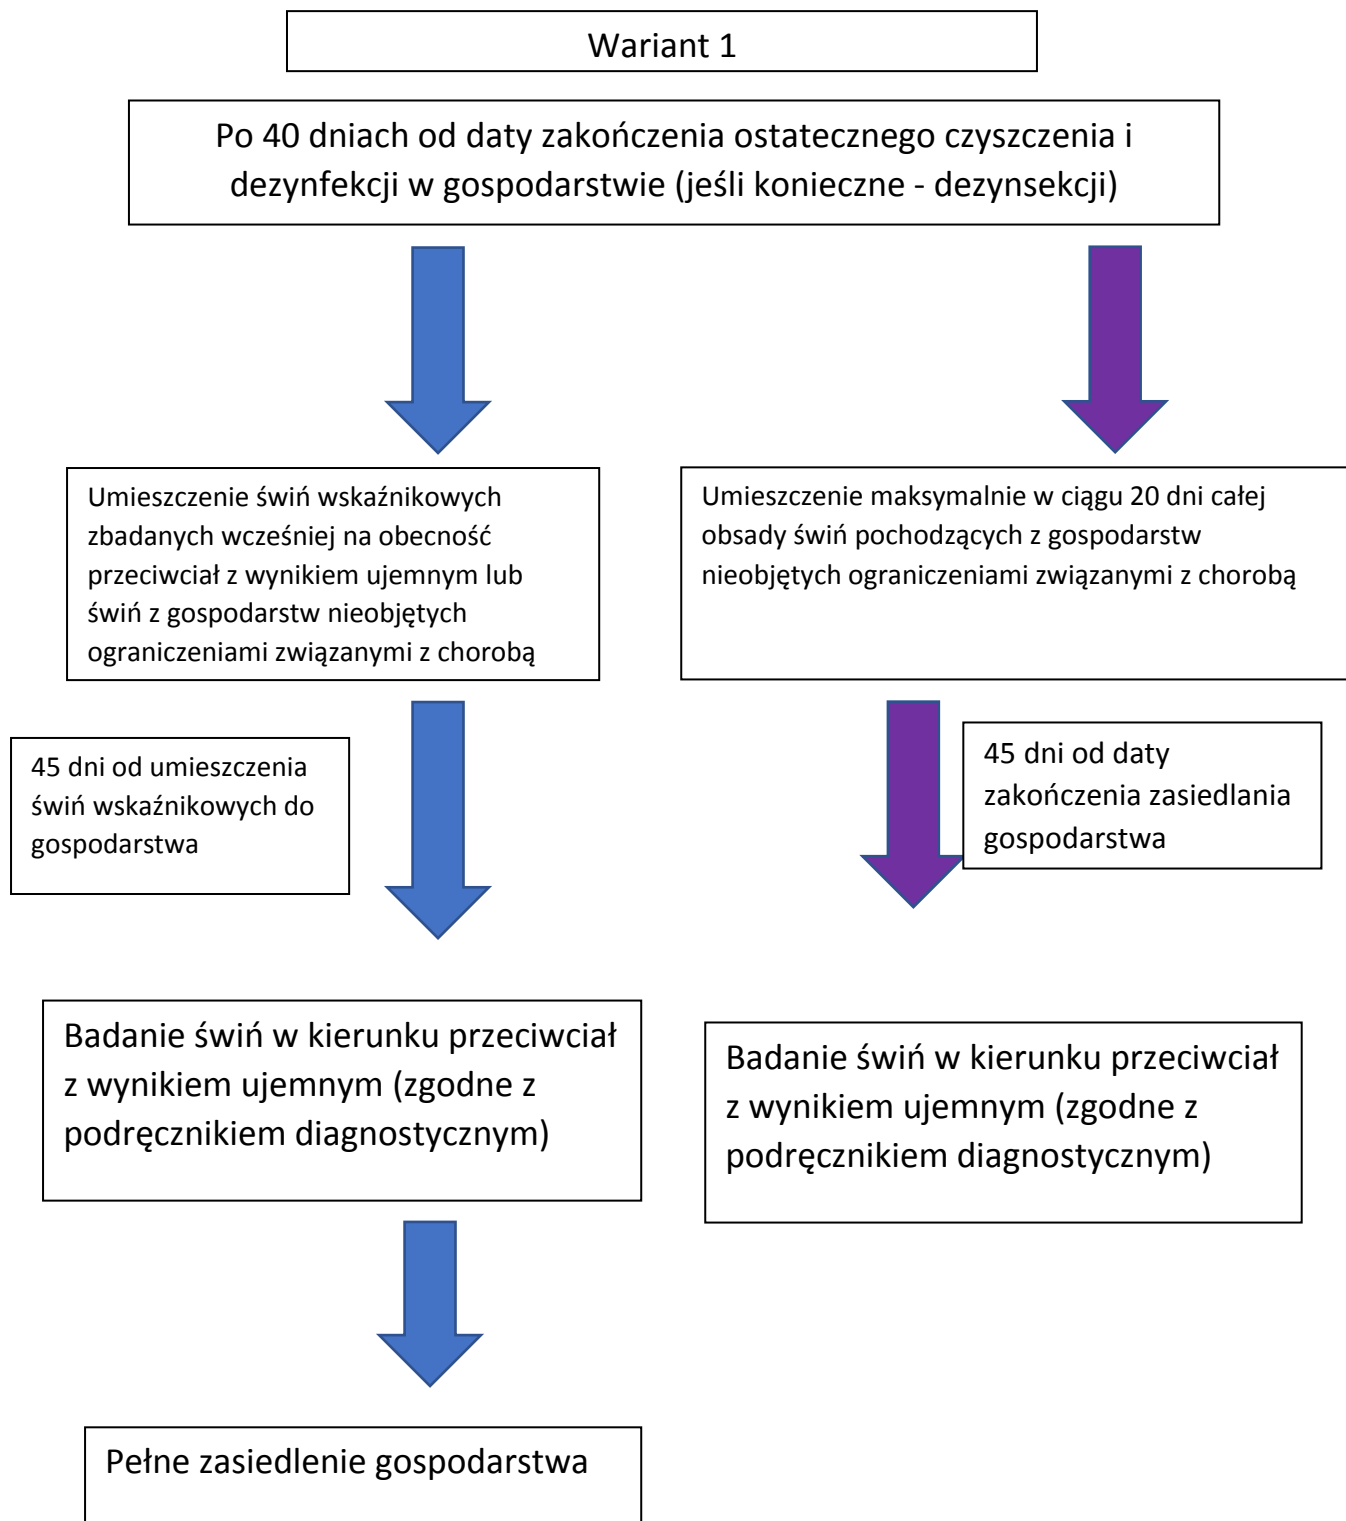 Wariant 1
Po 40 dniach od daty zakończenia ostatecznego czyszczenia i
dezynfekcji w gospodarstwie (jeśli konieczne - dezynsekcji)
Umieszczenie świń wskaźnikowych
zbadanych wcześniej na obecność
przeciwciał z wynikiem ujemnym lub
świń z gospodarstw nieobjętych
ograniczeniami związanymi z chorobą
Umieszczenie maksymalnie w ciągu 20 dni całej
obsady świń pochodzących z gospodarstw
nieobjętych ograniczeniami związanymi z chorobą
45 dni od umieszczenia
świń wskaźnikowych do
gospodarstwa
45 dni od daty
zakończenia zasiedlania
gospodarstwa
Badanie świń w kierunku przeciwciał
z wynikiem ujemnym (zgodne z
podręcznikiem diagnostycznym)
Badanie świń w kierunku przeciwciał
z wynikiem ujemnym (zgodne z
podręcznikiem diagnostycznym)
Pełne zasiedlenie gospodarstwa